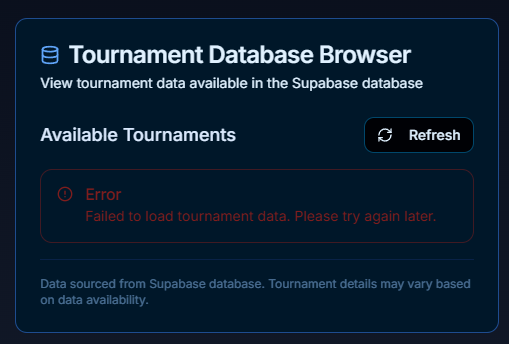 Tournament Database Browser
View tournament data available in the Supabase database
Available Tournaments
Refresh
Error
Failed to load tournament data. Please try again later.
Data sourced from Supabase database. Tournament details may vary based
on data availability.